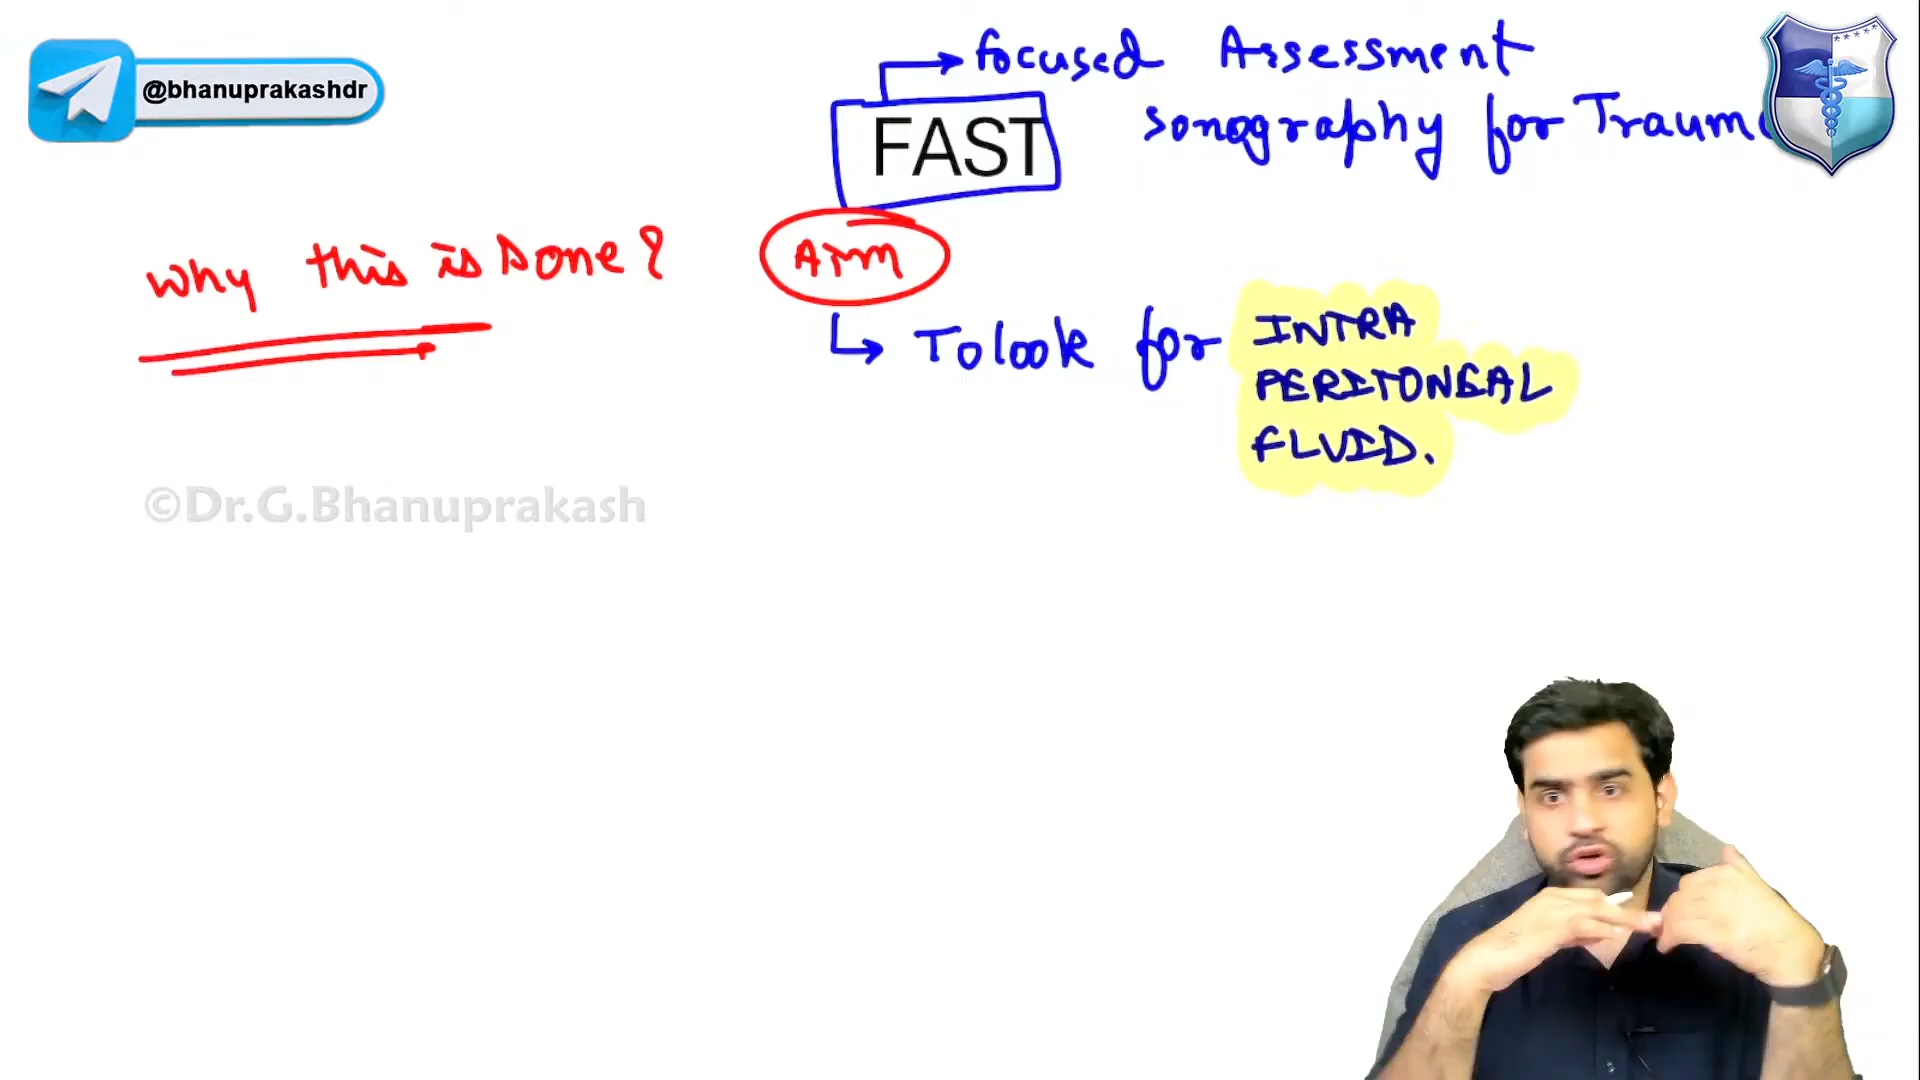 @bhanuprakashdr
focused Assessment
sonography for Trauma
FAST
Why this is Done?
Aim
To look for INTRA
PERITONEAL
FLUID.
©Dr.G.Bhanuprakash